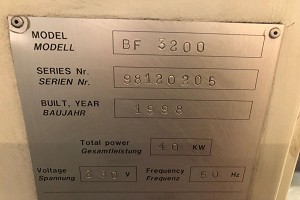 MODEL BF 3200
MODELL
SERIES Nr. 98120205
SERIEN Nr.
BUILT, YEAR 1998
BAUJAHR
Total power 40 KW
Gesamtleistung
Voltage 230 V Frequency 60 Hz
Spannung Frequenz